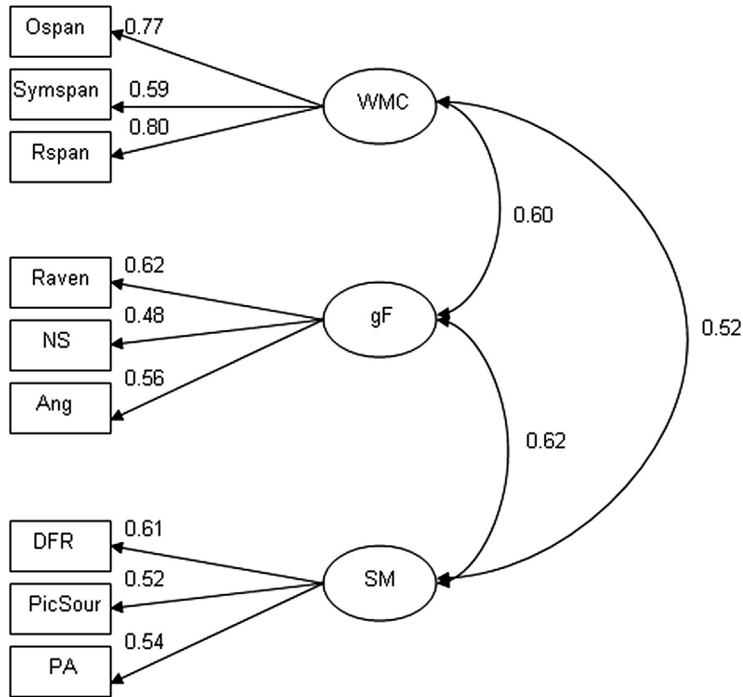 Ospan
0.77
Symspan
0.59
WMC
0.80
Rspan
0.60
Raven
0.62
gF
0.48
NS
0.52
0.56
Ang
0.62
DFR
0.61
SM
0.52
PicSour
0.54
PA